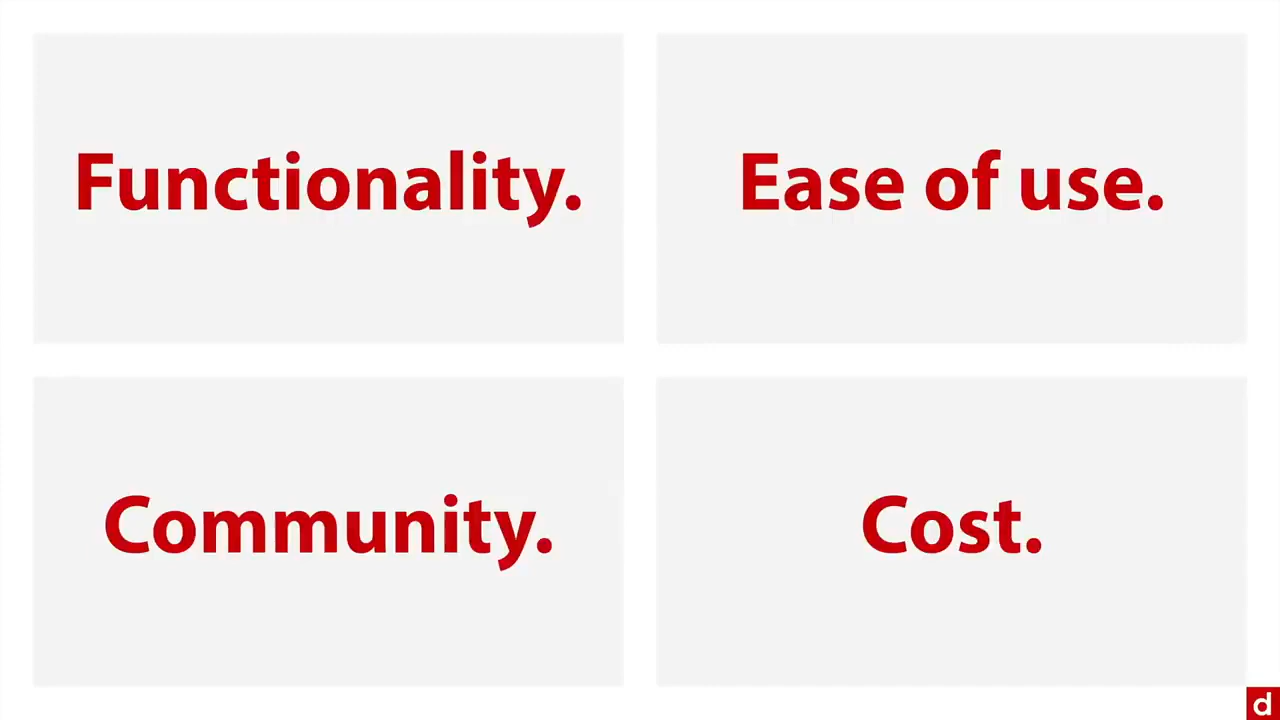 Functionality.
Ease of use.
Community.
Cost.
d